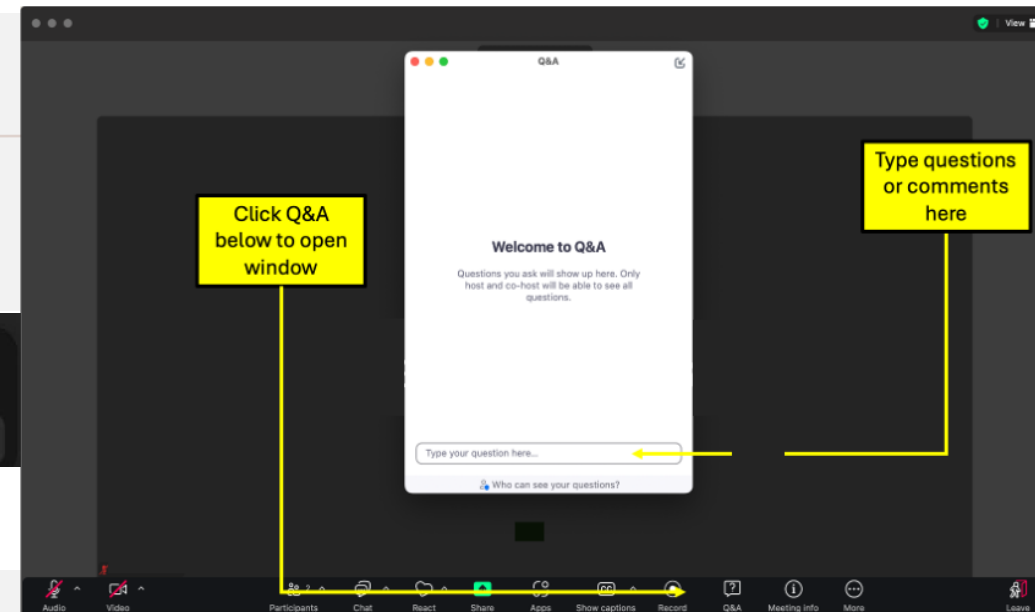 View
Q&A
Type questions
or comments
here
Click Q&A
below to open
window
Welcome to Q&A
Questions you ask will show up here. Only
host and co-host will be able to see all
questions.
Type your question here...
Who can see your questions?
2
Audio Video Participants Chat React Share Apps Show captions Record Q&A Meeting info More Leave